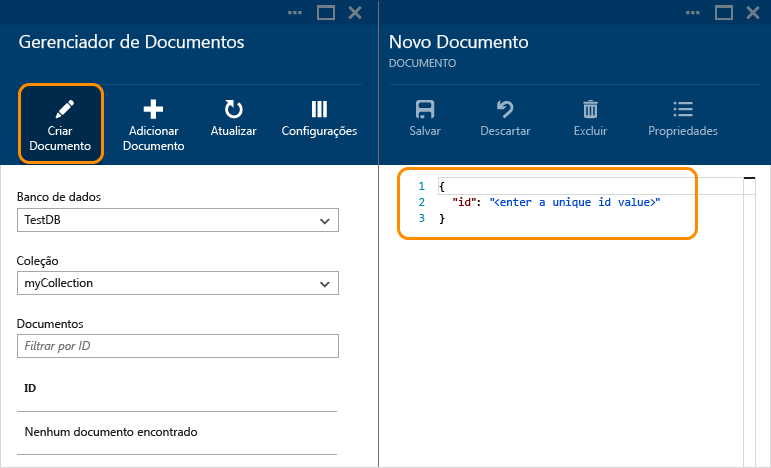 Gerenciador de Documentos
Criar
Documento
Adicionar
Documento
Atualizar
Configurações
Banco de dados
TestDB
Coleção
myCollection
Documentos
Filtrar por ID
ID
Nenhum documento encontrado
Novo Documento
DOCUMENTO
Salvar
Descartar
Excluir
Propriedades
1 {
2 "id": "<enter a unique id value>"
3 }